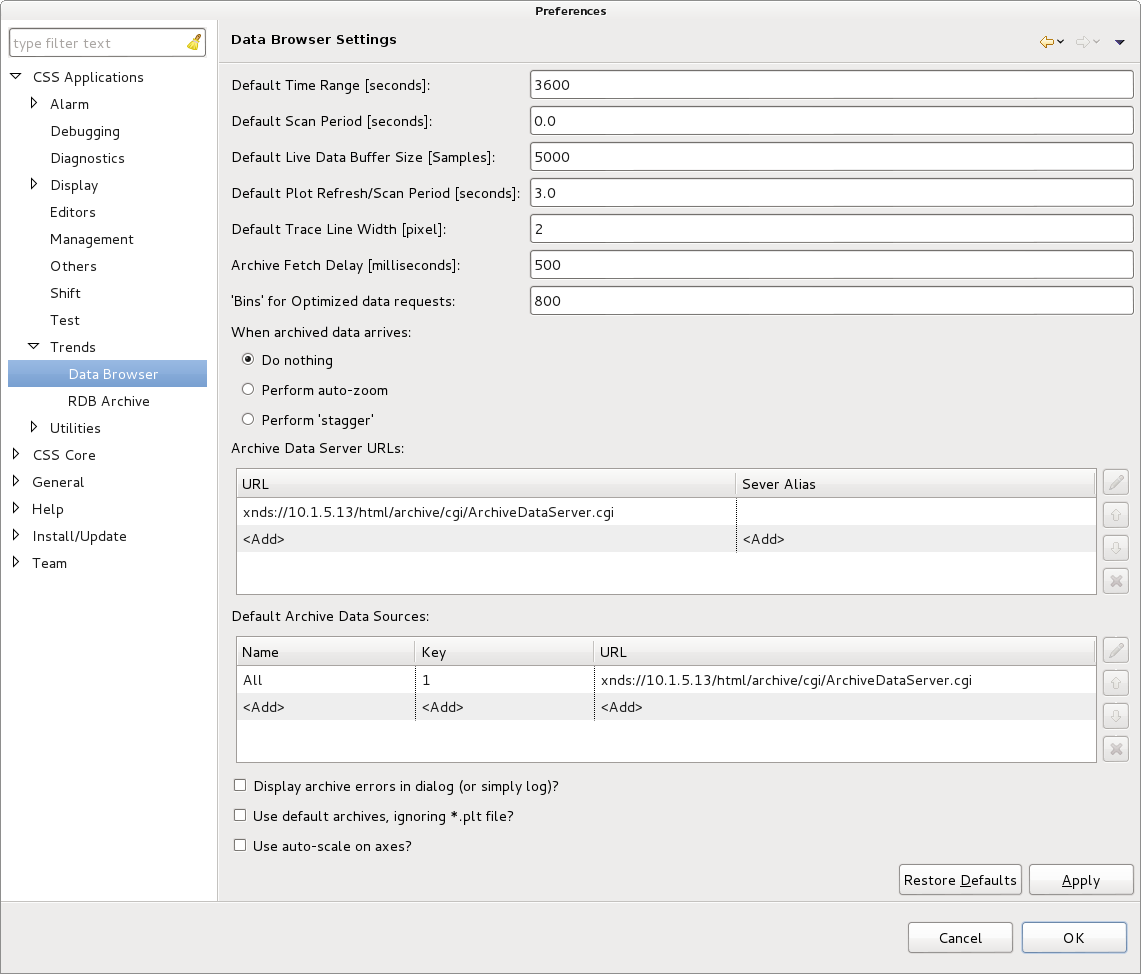 Preferences
type filter text
CSS Applications
Alarm
Debugging
Diagnostics
Display
Editors
Management
Others
Shift
Test
Trends
Data Browser
RDB Archive
Utilities
CSS Core
General
Help
Install/Update
Team
Data Browser Settings
Default Time Range [seconds]: 3600
Default Scan Period [seconds]: 0.0
Default Live Data Buffer Size [Samples]: 5000
Default Plot Refresh/Scan Period [seconds]: 3.0
Default Trace Line Width [pixel]: 2
Archive Fetch Delay [milliseconds]: 500
'Bins' for Optimized data requests: 800
When archived data arrives:
Do nothing
Perform auto-zoom
Perform 'stagger'
Archive Data Server URLs:
URL Sever Alias
xnds://10.1.5.13/html/archive/cgi/ArchiveDataServer.cgi
<Add> <Add>
Default Archive Data Sources:
Name Key URL
All 1 xnds://10.1.5.13/html/archive/cgi/ArchiveDataServer.cgi
<Add> <Add> <Add>
Display archive errors in dialog (or simply log)?
Use default archives, ignoring *.plt file?
Use auto-scale on axes?
Restore Defaults Apply
Cancel OK